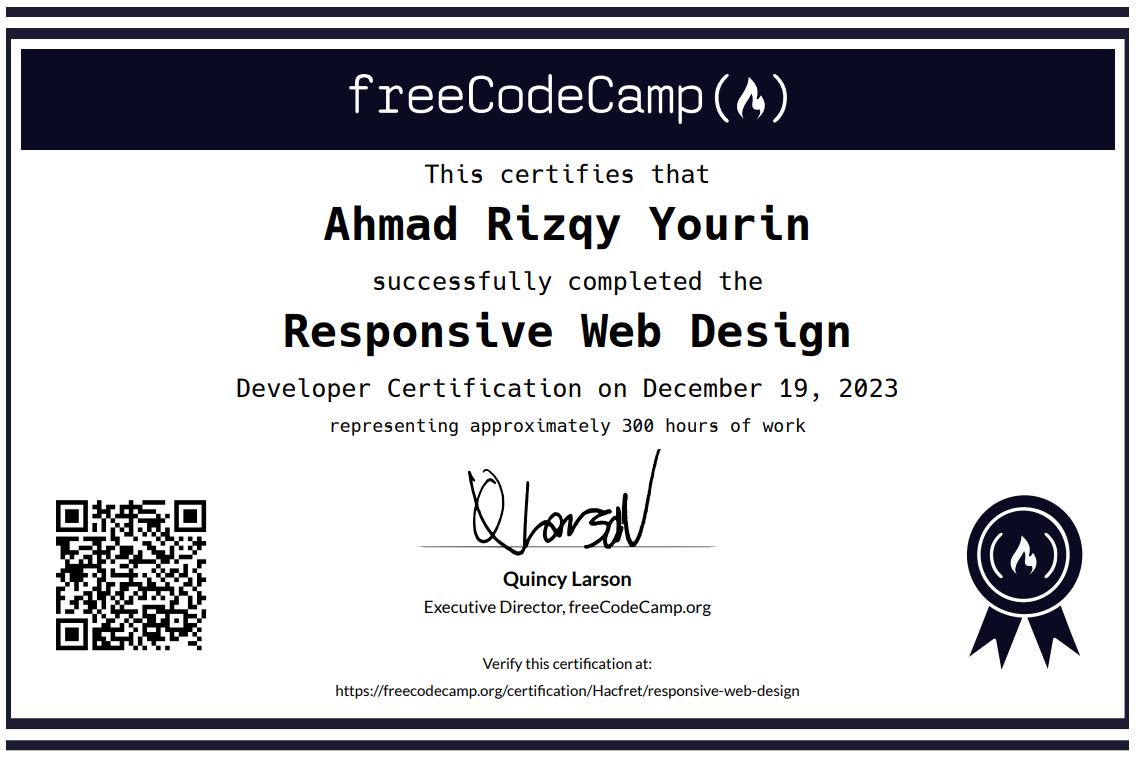 freeCodeCamp
This certifies that
Ahmad Rizqy Yourin
successfully completed the
Responsive Web Design
Developer Certification on December 19, 2023
representing approximately 300 hours of work
Q Larson
Quincy Larson
Executive Director, freeCodeCamp.org
Verify this certification at:
https://freecodecamp.org/certification/Hacfret/responsive-web-design